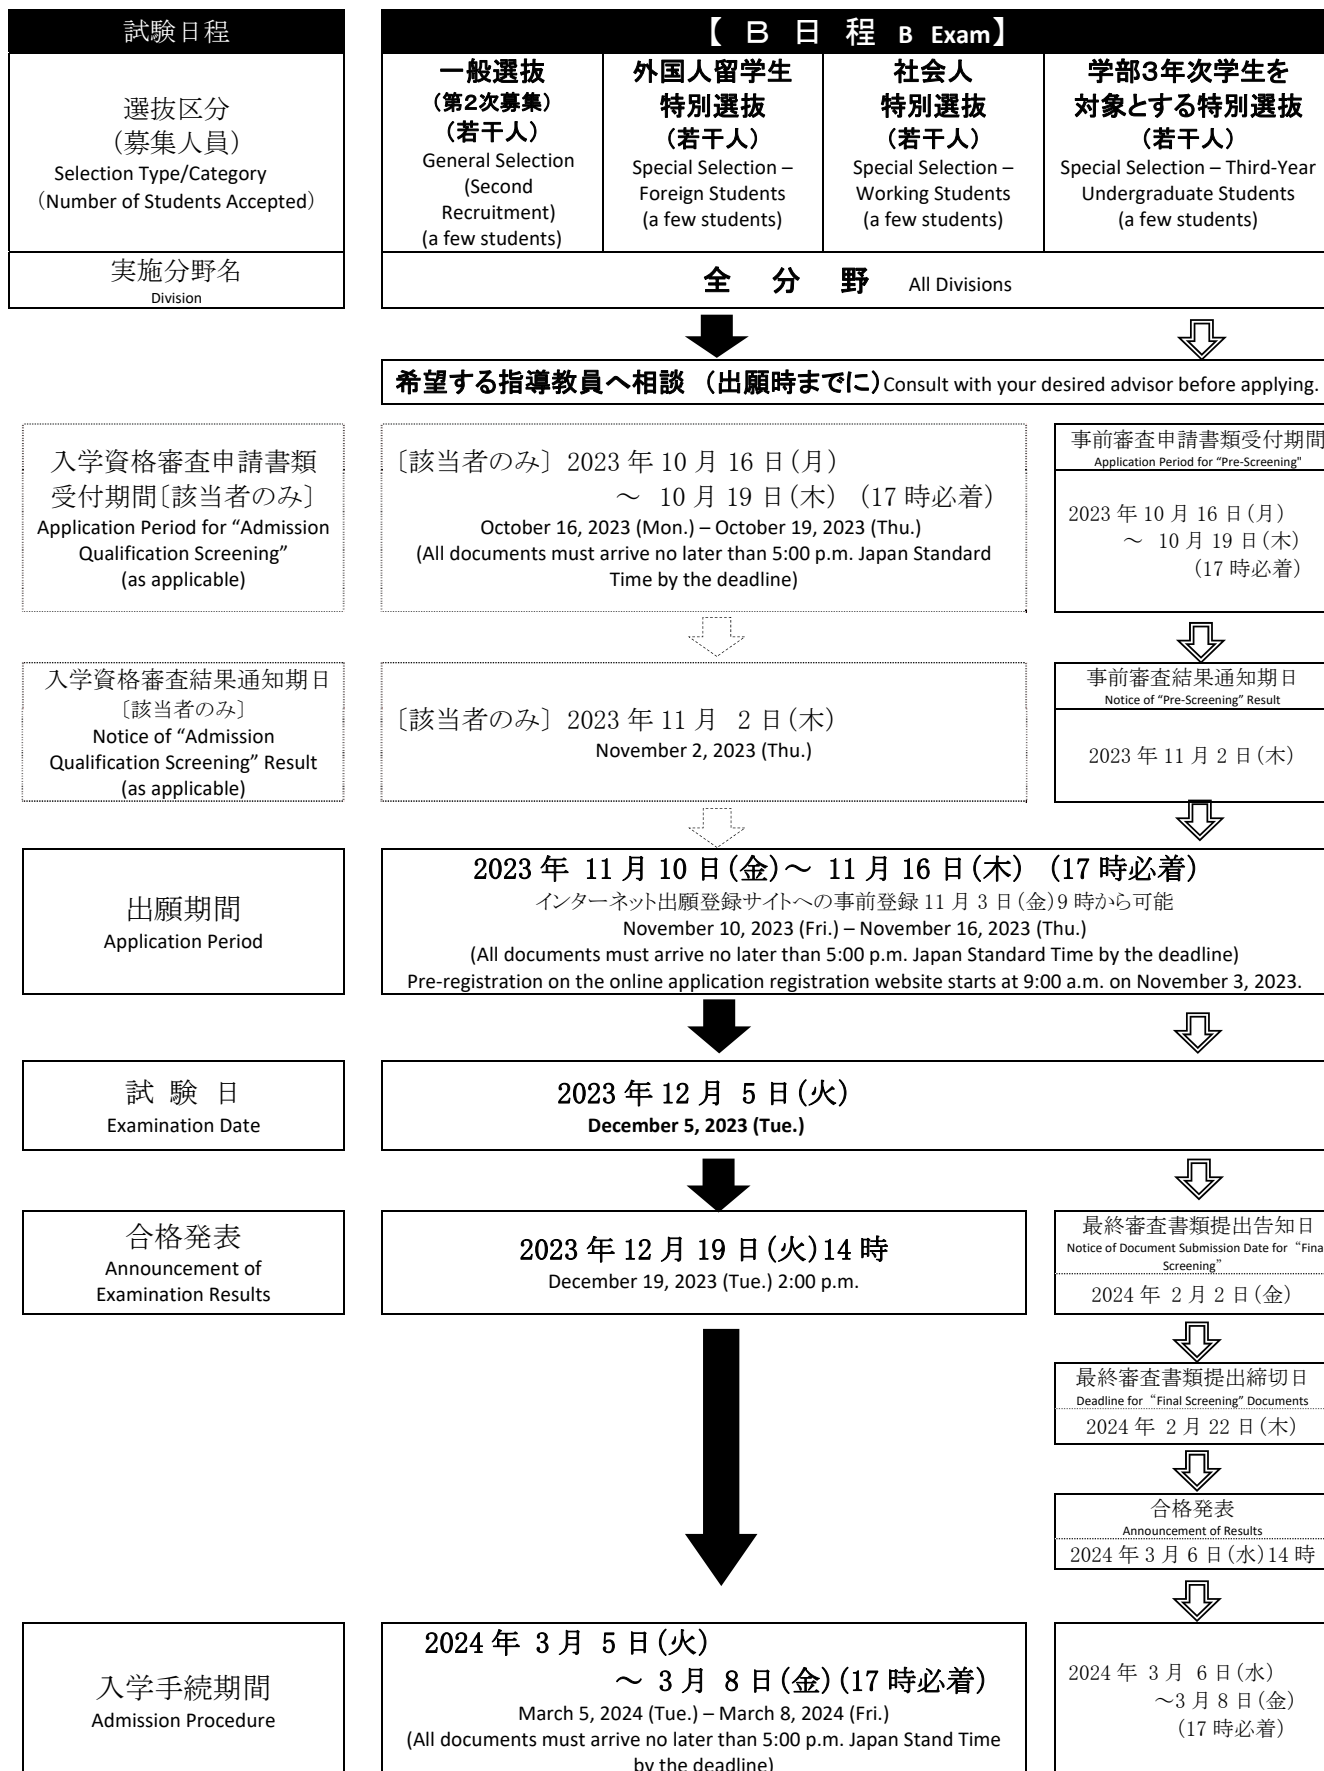 試験日程
【 B 日 程 B Exam】
選抜区分
(募集人員)
Selection Type/Category
(Number of Students Accepted)
一般選抜
(第2次募集)
(若干人)
General Selection
(Second
Recruitment)
(a few students)
外国人留学生
特別選抜
(若干人)
Special Selection –
Foreign Students
(a few students)
社会人
特別選抜
(若干人)
Special Selection –
Working Students
(a few students)
学部3年次学生を
対象とする特別選抜
(若干人)
Special Selection – Third-Year
Undergraduate Students
(a few students)
実施分野名
Division
全 分 野 All Divisions
希望する指導教員へ相談 (出願時までに) Consult with your desired advisor before applying.
入学資格審査申請書類
受付期間〔該当者のみ〕
Application Period for “Admission
Qualification Screening”
(as applicable)
〔該当者のみ〕 2023 年 10 月 16 日(月)
～ 10 月 19 日(木) (17 時必着)
October 16, 2023 (Mon.) – October 19, 2023 (Thu.)
(All documents must arrive no later than 5:00 p.m. Japan Standard
Time by the deadline)
事前審査申請書類受付期間
Application Period for “Pre-Screening"
2023 年 10 月 16 日(月)
～ 10 月 19 日(木)
(17 時必着)
入学資格審査結果通知期日
〔該当者のみ〕
Notice of “Admission
Qualification Screening” Result
(as applicable)
〔該当者のみ〕 2023 年 11 月 2 日(木)
November 2, 2023 (Thu.)
事前審査結果通知期日
Notice of “Pre-Screening” Result
2023 年 11 月 2 日(木)
出願期間
Application Period
2023 年 11 月 10 日(金)～ 11 月 16 日(木) (17 時必着)
インターネット出願登録サイトへの事前登録 11 月 3 日(金)9 時から可能
November 10, 2023 (Fri.) – November 16, 2023 (Thu.)
(All documents must arrive no later than 5:00 p.m. Japan Standard Time by the deadline)
Pre-registration on the online application registration website starts at 9:00 a.m. on November 3, 2023.
試 験 日
Examination Date
2023 年 12 月 5 日(火)
December 5, 2023 (Tue.)
合格発表
Announcement of
Examination Results
2023 年 12 月 19 日(火)14 時
December 19, 2023 (Tue.) 2:00 p.m.
最終審査書類提出告知日
Notice of Document Submission Date for “Fina
Screening”
2024 年 2 月 2 日(金)
最終審査書類提出締切日
Deadline for “Final Screening” Documents
2024 年 2 月 22 日(木)
合格発表
Announcement of Results
2024 年 3 月 6 日(水)14 時
入学手続期間
Admission Procedure
2024 年 3 月 5 日(火)
～ 3 月 8 日(金)(17 時必着)
March 5, 2024 (Tue.) – March 8, 2024 (Fri.)
(All documents must arrive no later than 5:00 p.m. Japan Stand Time
by the deadline)
2024 年 3 月 6 日(水)
～3 月 8 日(金)
(17 時必着)